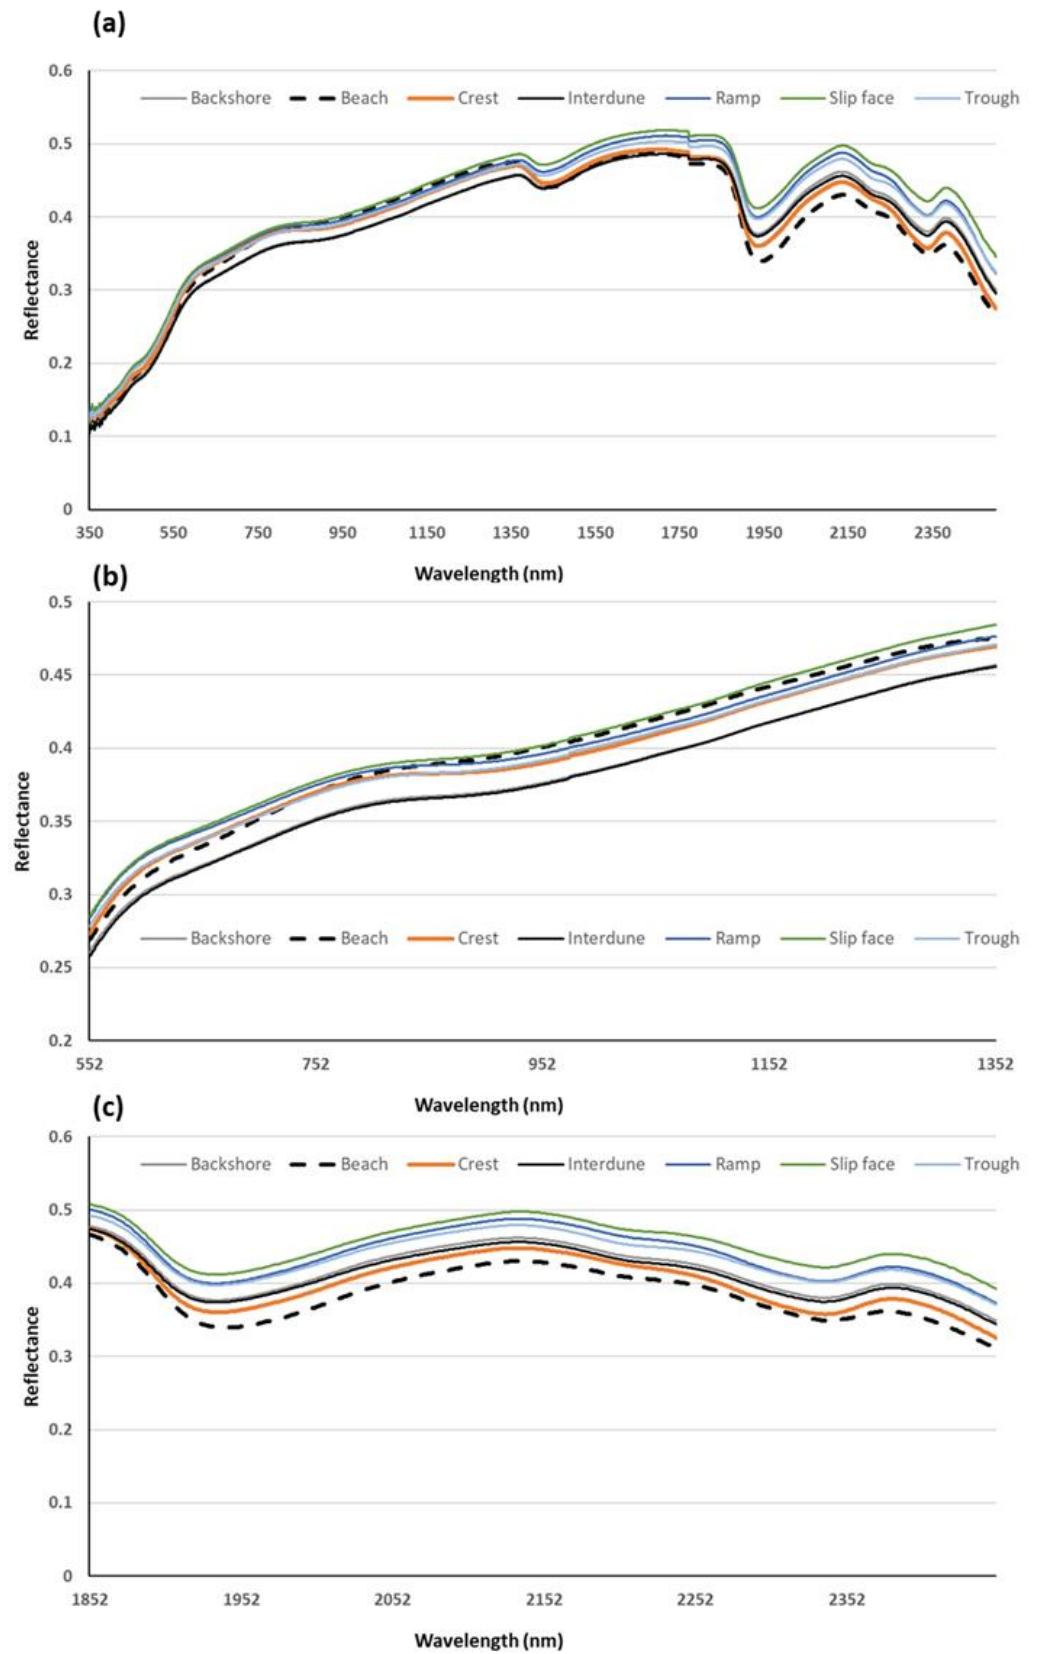 (a)
0.6
Backshore Beach Crest Interdune Ramp Slip face Trough
0.5
0.4
Reflectance
0.3
0.2
0.1
0
350 550 750 950 1150 1350 1550 1750 1950 2150 2350
Wavelength (nm)
(b)
0.5
0.45
0.4
Reflectance
0.35
0.3
Backshore Beach Crest Interdune Ramp Slip face Trough
0.25
0.2
552 752 952 1152 1352
Wavelength (nm)
(c)
0.6
Backshore Beach Crest Interdune Ramp Slip face Trough
0.5
0.4
Reflectance
0.3
0.2
0.1
0
1852 1952 2052 2152 2252 2352
Wavelength (nm)